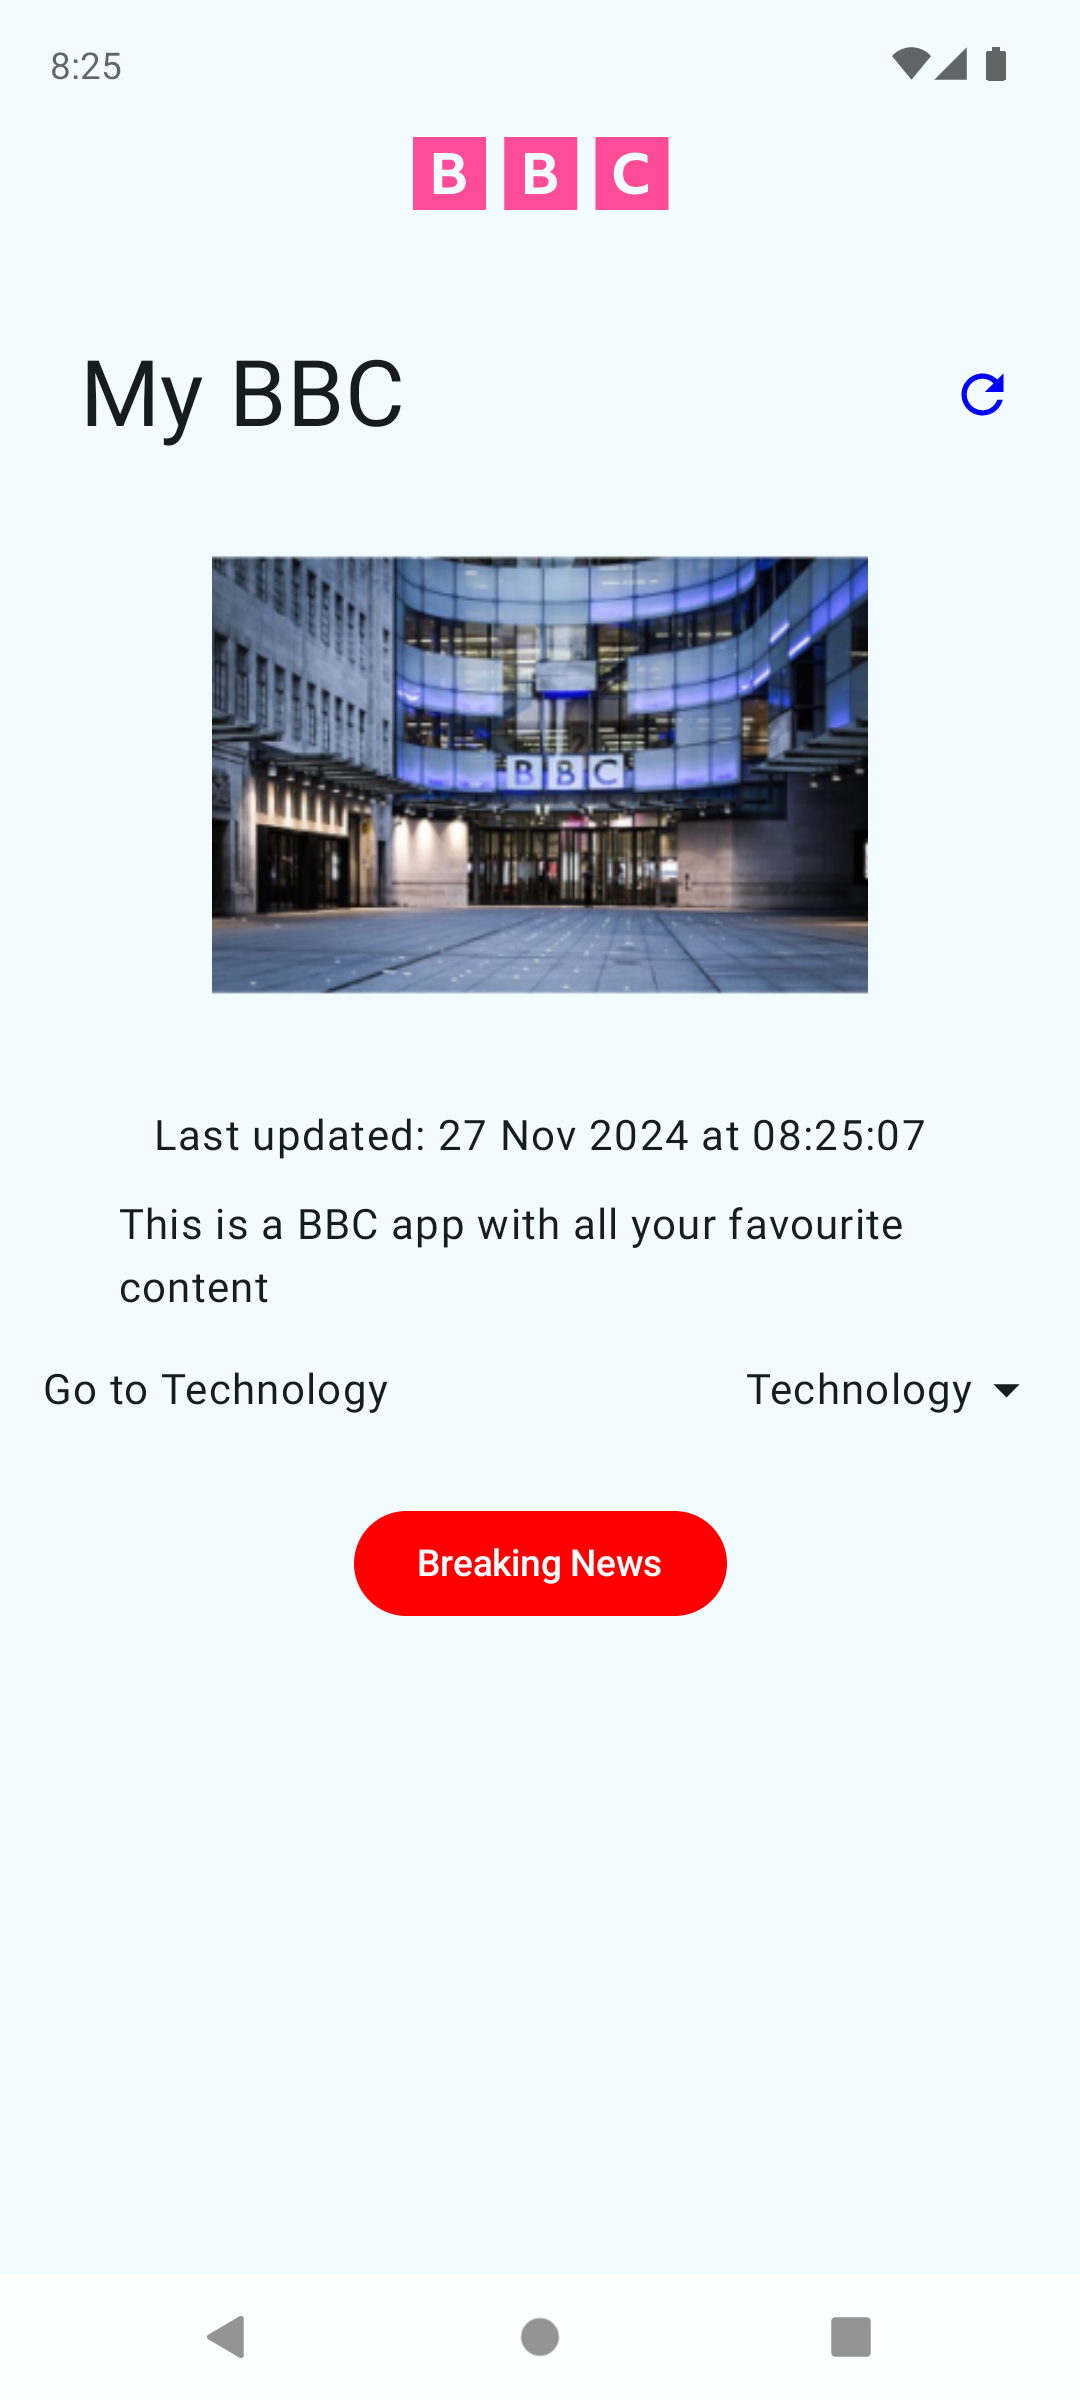 8:25
BBC
My BBC
BBC
Last updated: 27 Nov 2024 at 08:25:07
This is a BBC app with all your favourite
content
Go to Technology
Technology
Breaking News